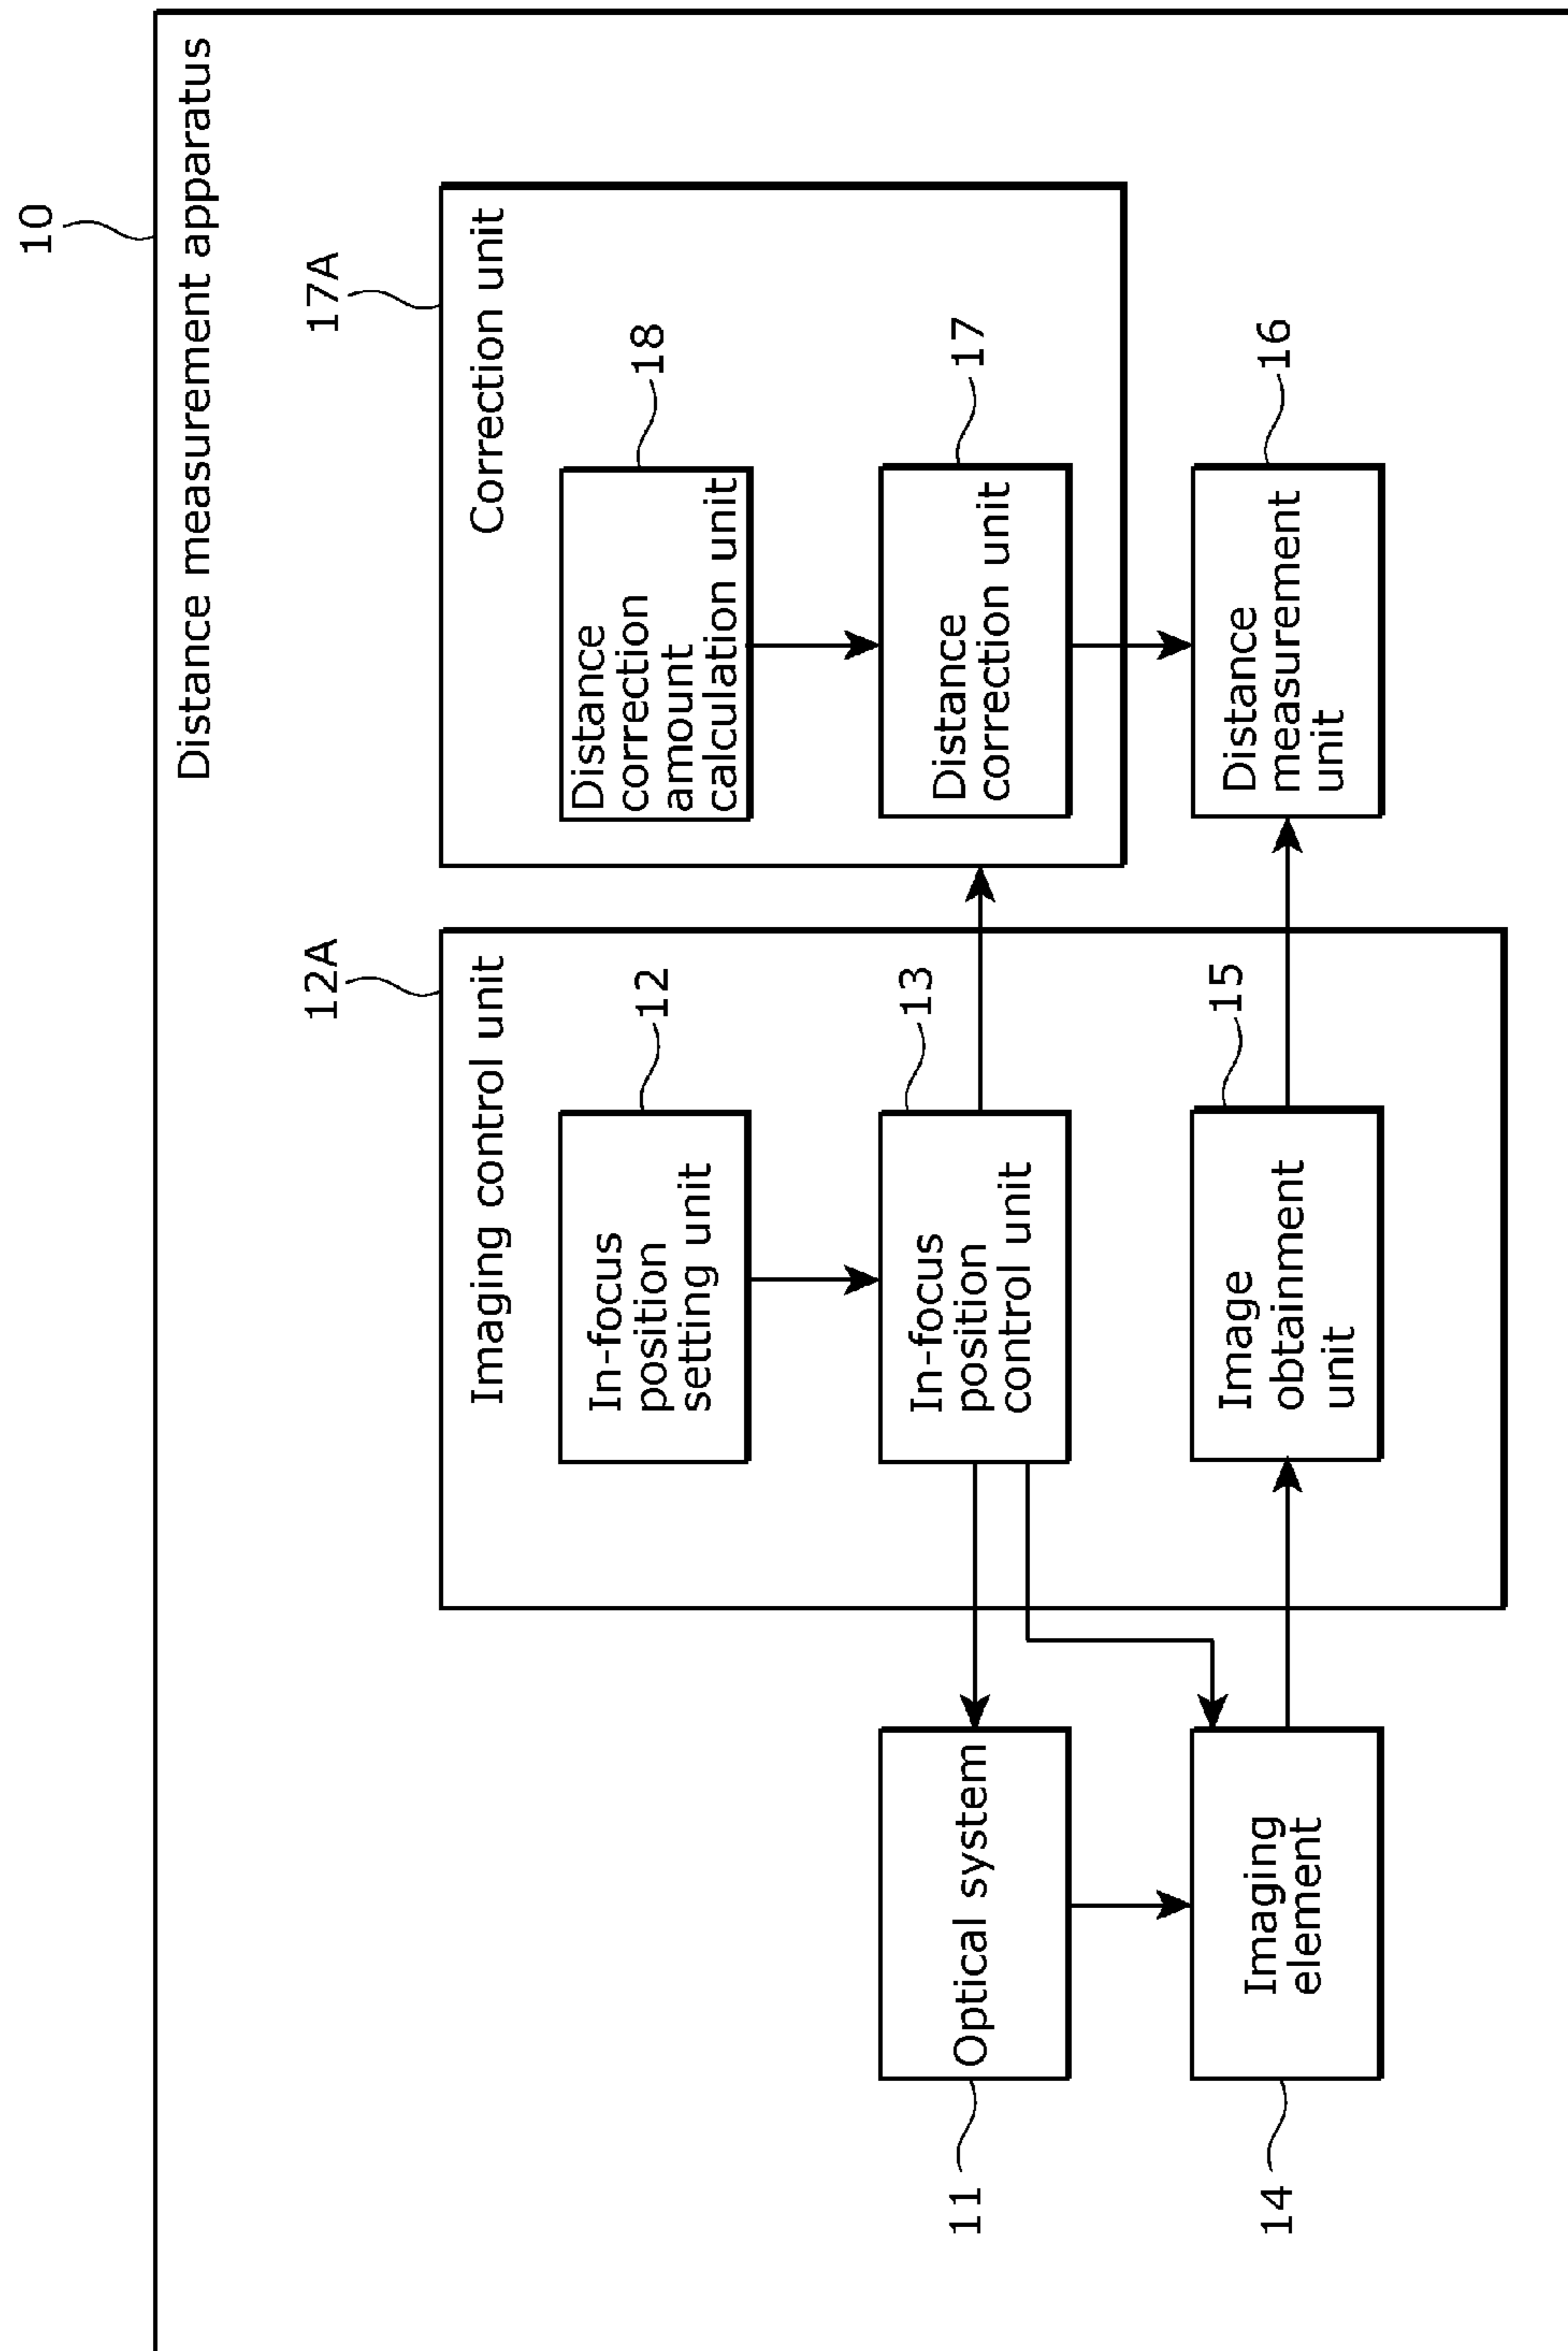 10
Distance measurement apparatus
12A
17A
Imaging control unit
Correction unit
12
18
In-focus
position
setting unit
Distance
correction
amount
calculation unit
11
Optical system
13
In-focus
position
control unit
17
Distance
correction unit
14
Imaging
element
15
Image
obtainment
unit
16
Distance
measurement
unit